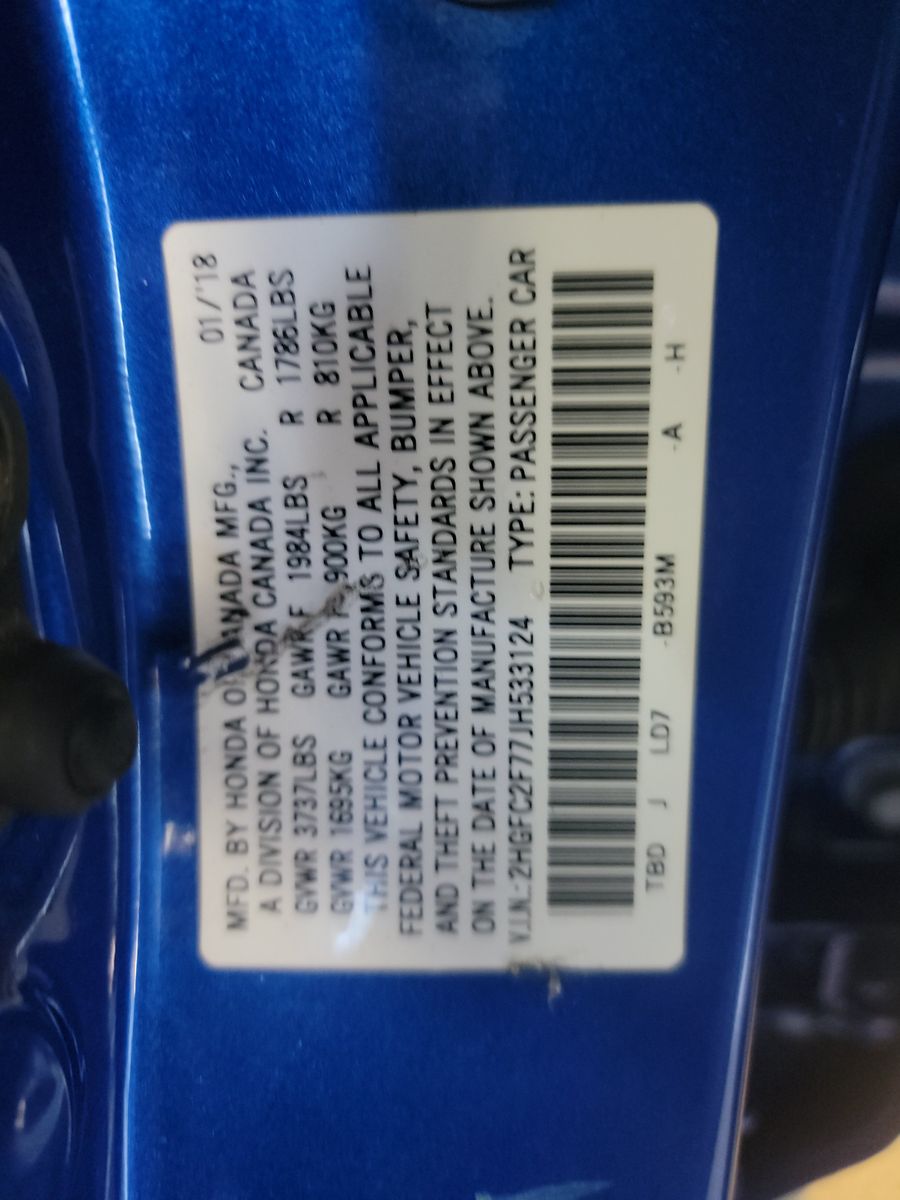 MFD. BY HONDA OF CANADA MFG., 01/'18
A DIVISION OF HONDA CANADA INC. CANADA
GVWR 3737LBS GAWR F 1984LBS R 1786LBS
GVWR 1695KG GAWR F 900KG R 810KG
THIS VEHICLE CONFORMS TO ALL APPLICABLE
FEDERAL MOTOR VEHICLE SAFETY, BUMPER,
AND THEFT PREVENTION STANDARDS IN EFFECT
ON THE DATE OF MANUFACTURE SHOWN ABOVE.
V.I.N.:2HGFC2F77JH533124 TYPE: PASSENGER CAR
TBD J LD7 -B593M -A -H